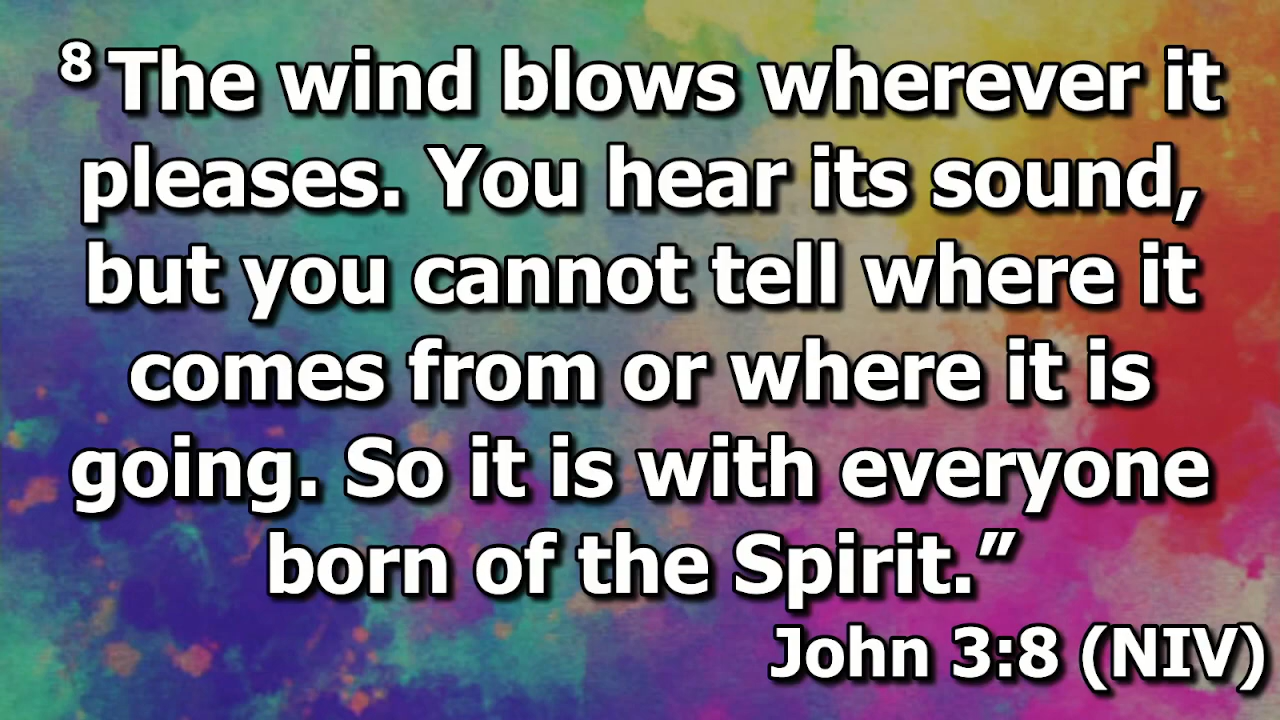 ⁸ The wind blows wherever it
pleases. You hear its sound,
but you cannot tell where it
comes from or where it is
going. So it is with everyone
born of the Spirit.”
John 3:8 (NIV)